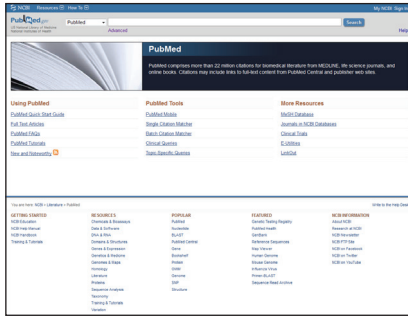 NCBI Resources How To My NCBI Sign in
PubMed.gov PubMed Search
US National Library of Medicine
National Institutes of Health Advanced Help
PubMed
PubMed comprises more than 22 million citations for biomedical literature from MEDLINE, life science journals, and
online books. Citations may include links to full-text content from PubMed Central and publisher web sites.
Using PubMed
PubMed Quick Start Guide
Full Text Articles
PubMed FAQs
PubMed Tutorials
New and Noteworthy
PubMed Tools
PubMed Mobile
Single Citation Matcher
Batch Citation Matcher
Clinical Queries
Topic-Specific Queries
More Resources
MeSH Database
Journals in NCBI Databases
Clinical Trials
E-Utilities
LinkOut
You are here: NCBI > Literature > PubMed Write to the Help Desk
GETTING STARTED
NCBI Education
NCBI Help Manual
NCBI Handbook
Training & Tutorials
RESOURCES
Chemicals & Bioassays
Data & Software
DNA & RNA
Domains & Structures
Genes & Expression
Genetics & Medicine
Genomes & Maps
Homology
Literature
Proteins
Sequence Analysis
Taxonomy
Training & Tutorials
Variation
POPULAR
PubMed
Nucleotide
BLAST
PubMed Central
Gene
Bookshelf
Protein
OMIM
Genome
SNP
Structure
FEATURED
Genetic Testing Registry
PubMed Health
GenBank
Reference Sequences
Map Viewer
Human Genome
Mouse Genome
Influenza Virus
Primer-BLAST
Sequence Read Archive
NCBI INFORMATION
About NCBI
Research at NCBI
NCBI Newsletter
NCBI FTP Site
NCBI on Facebook
NCBI on Twitter
NCBI on YouTube